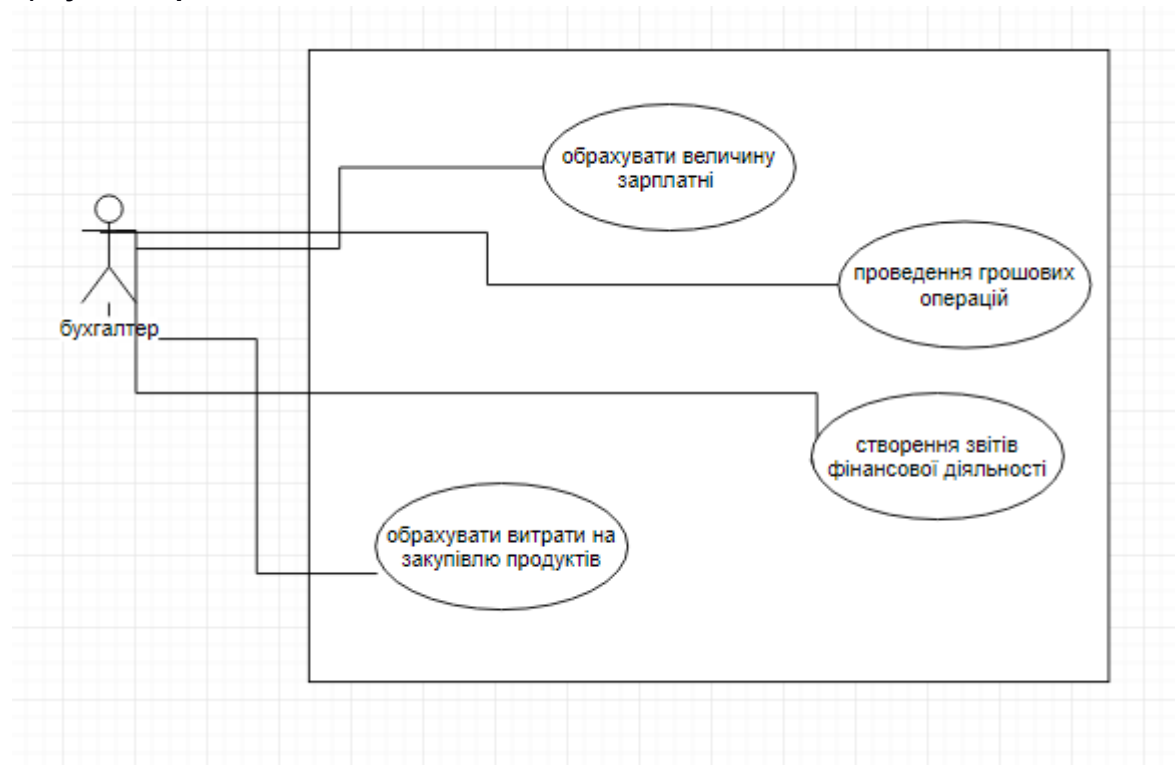 обрахувати величину
зарплатні
проведення грошових
операцій
бухгалтер
створення звітів
фінансової діяльності
обрахувати витрати на
закупівлю продуктів